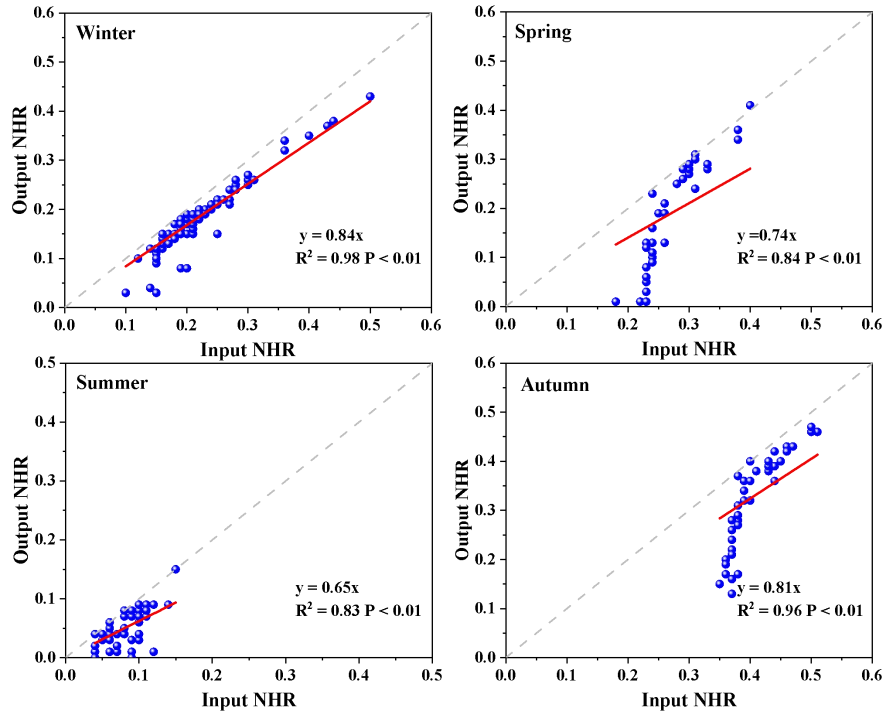 Winter
0.6
0.5
0.4
0.3
0.2
0.1
0.0
Output NHR
y = 0.84x
R² = 0.98 P < 0.01
0.0 0.1 0.2 0.3 0.4 0.5 0.6
Input NHR
Spring
0.6
0.5
0.4
0.3
0.2
0.1
0.0
Output NHR
y =0.74x
R² = 0.84 P < 0.01
0.0 0.1 0.2 0.3 0.4 0.5 0.6
Input NHR
Summer
0.5
0.4
0.3
0.2
0.1
0.0
Output NHR
y = 0.65x
R² = 0.83 P < 0.01
0.0 0.1 0.2 0.3 0.4 0.5
Input NHR
Autumn
0.6
0.5
0.4
0.3
0.2
0.1
0.0
Output NHR
y = 0.81x
R² = 0.96 P < 0.01
0.0 0.1 0.2 0.3 0.4 0.5 0.6
Input NHR